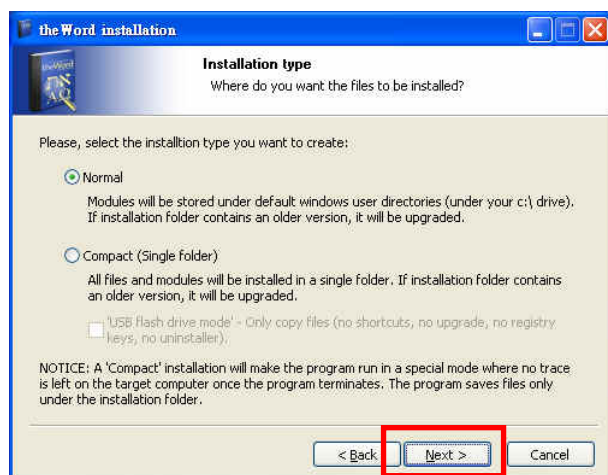 theWord installation
theWord
Installation type
Where do you want the files to be installed?
Please, select the installtion type you want to create:
Normal
Modules will be stored under default windows user directories (under your c:\ drive).
If installation folder contains an older version, it will be upgraded.
Compact (Single folder)
All files and modules will be installed in a single folder. If installation folder contains
an older version, it will be upgraded.
'USB flash drive mode' - Only copy files (no shortcuts, no upgrade, no registry
keys, no uninstaller).
NOTICE: A 'Compact' installation will make the program run in a special mode where no trace
is left on the target computer once the program terminates. The program saves files only
under the installation folder.
< Back Next > Cancel